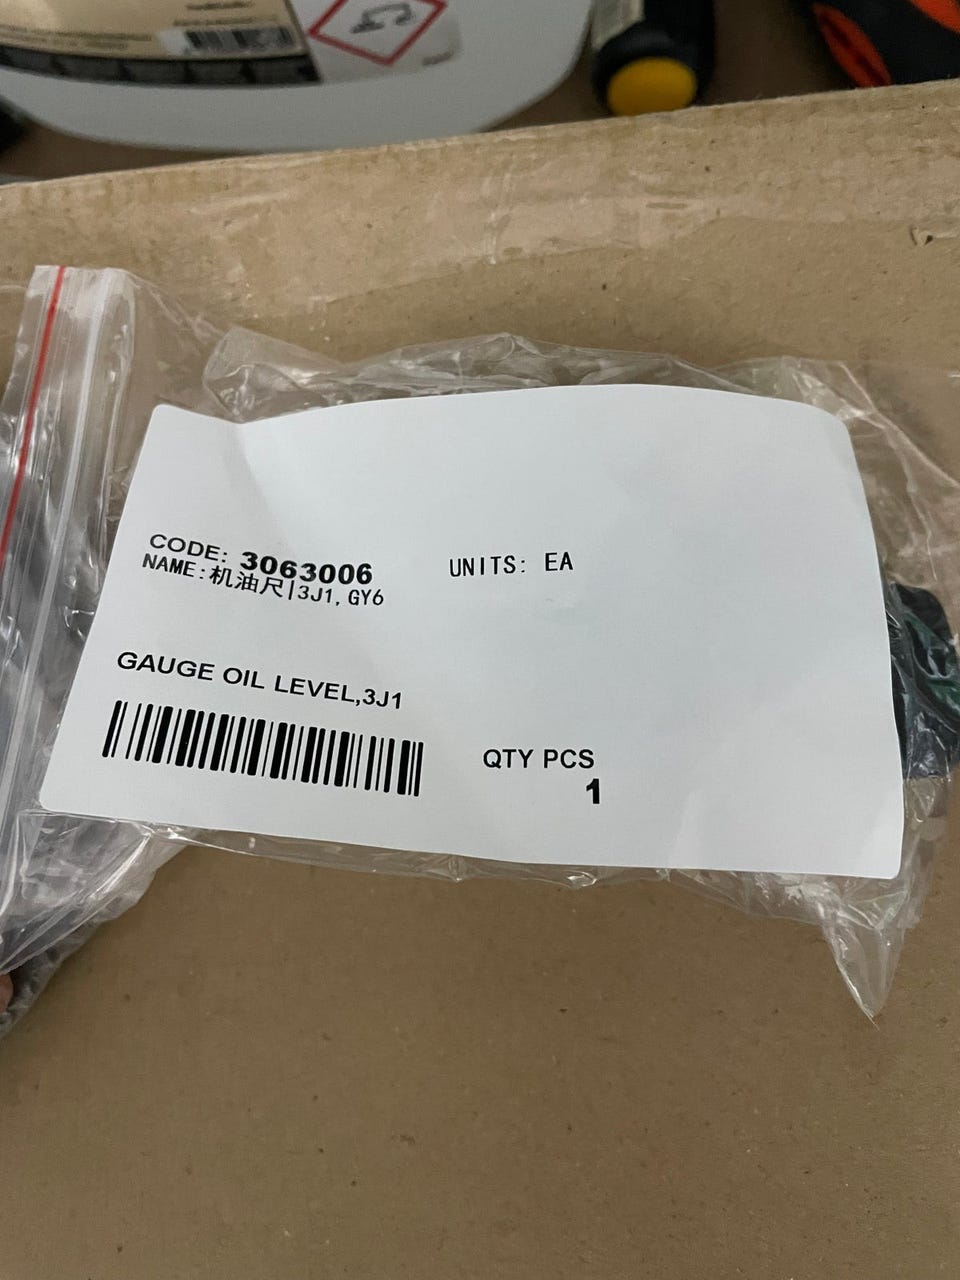 CODE: 3063006
NAME:机油尺|3J1,GY6
UNITS: EA
GAUGE OIL LEVEL,3J1
QTY PCS
1